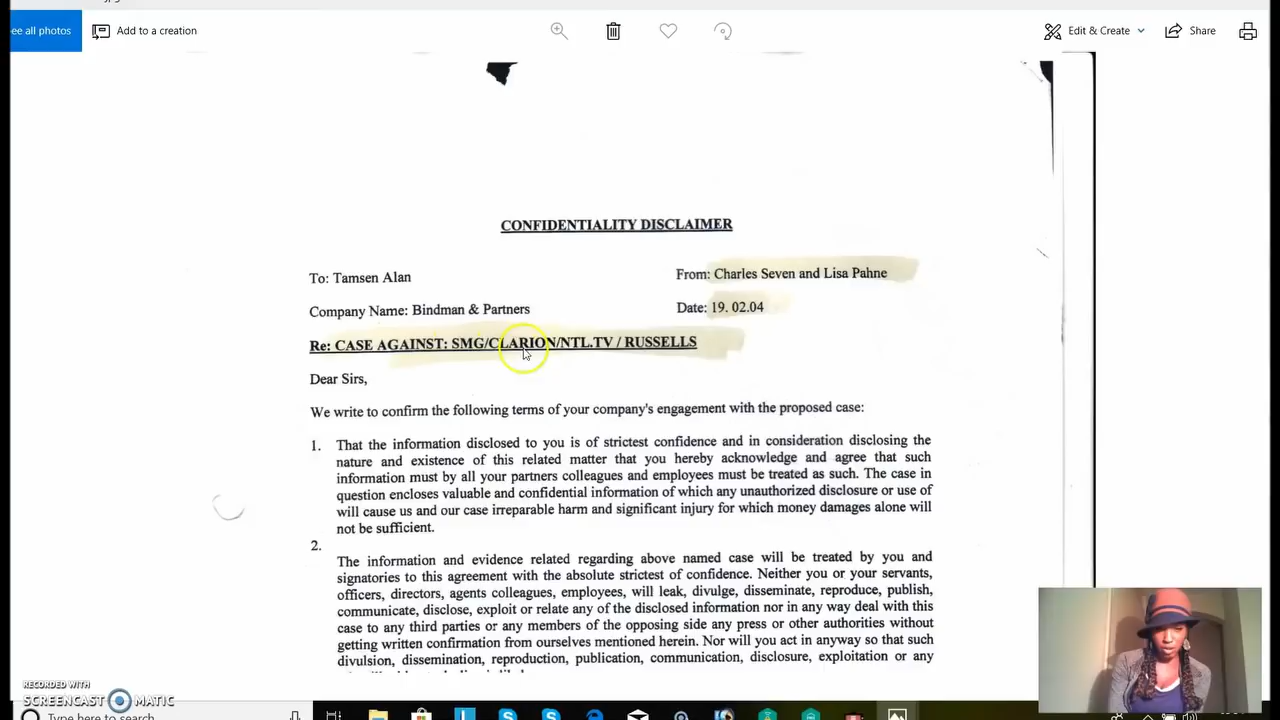 ee all photos
Add to a creation
Edit & Create
Share
CONFIDENTIALITY DISCLAIMER
To: Tamsen Alan
From: Charles Seven and Lisa Pahne
Company Name: Bindman & Partners
Date: 19. 02.04
Re: CASE AGAINST: SMG/CLARION/NTL.TV / RUSSELLS
Dear Sirs,
We write to confirm the following terms of your company's engagement with the proposed case:
1. That the information disclosed to you is of strictest confidence and in consideration disclosing the
nature and existence of this related matter that you hereby acknowledge and agree that such
information must by all your partners colleagues and employees must be treated as such. The case in
question encloses valuable and confidential information of which any unauthorized disclosure or use of
will cause us and our case irreparable harm and significant injury for which money damages alone will
not be sufficient.
2.
The information and evidence related regarding above named case will be treated by you and
signatories to this agreement with the absolute strictest of confidence. Neither you or your servants,
officers, directors, agents colleagues, employees, will leak, divulge, disseminate, reproduce, publish,
communicate, disclose, exploit or relate any of the disclosed information nor in any way deal with this
case to any third parties or any members of the opposing side any press or other authorities without
getting written confirmation from ourselves mentioned herein. Nor will you act in anyway so that such
divulsion, dissemination, reproduction, publication, communication, disclosure, exploitation or any
RECORDED WITH
SCREENCAST MATIC
Type here to search